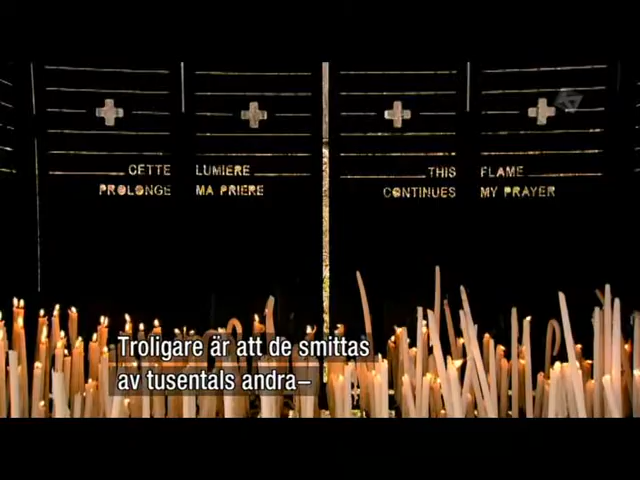 CETTE LUMIERE
PROLONGE MA PRIERE
THIS FLAME
CONTINUES MY PRAYER
Troligare är att de smittas
av tusentals andra–